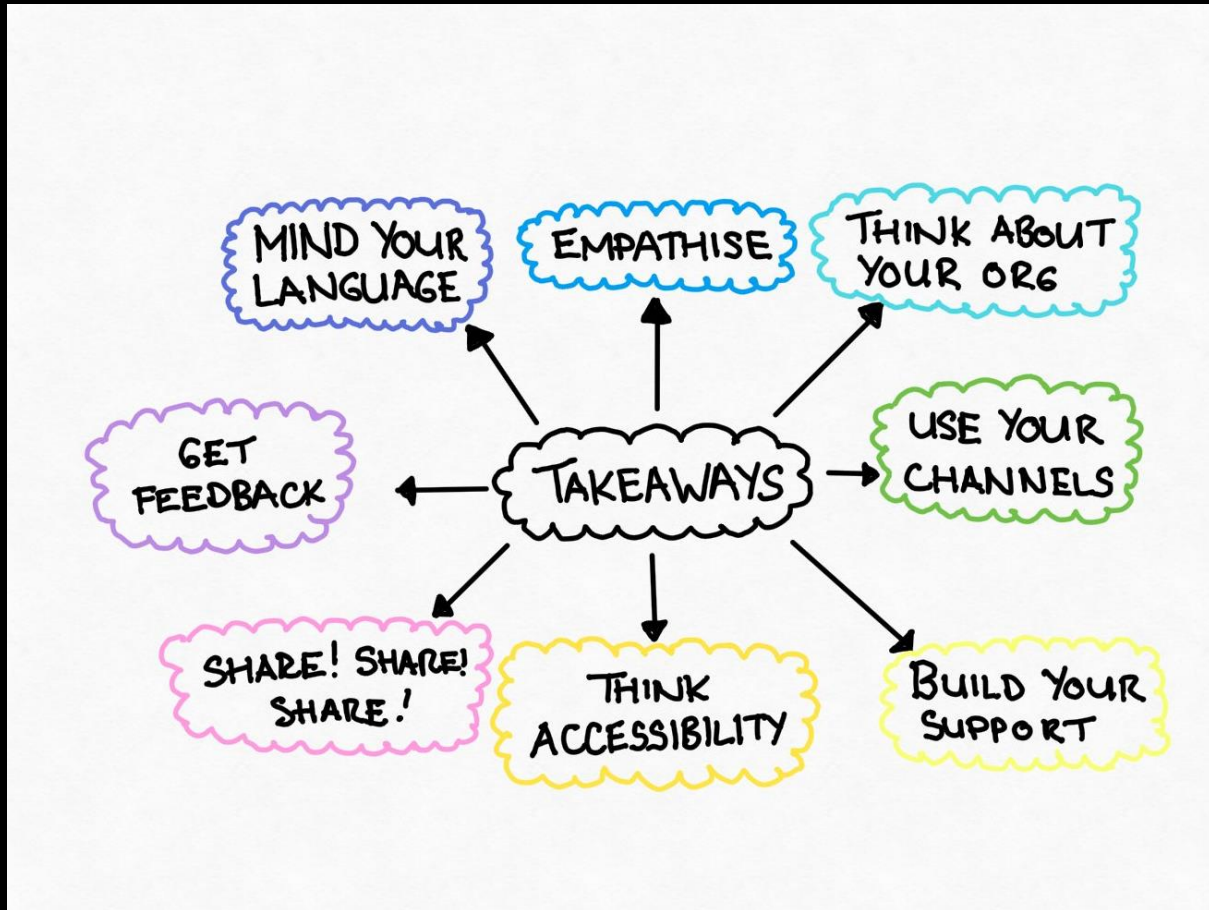 MIND YOUR
LANGUAGE
EMPATHISE
THINK ABOUT
YOUR ORG
GET
FEEDBACK
TAKEAWAYS
USE YOUR
CHANNELS
SHARE! SHARE!
SHARE!
THINK
ACCESSIBILITY
BUILD YOUR
SUPPORT